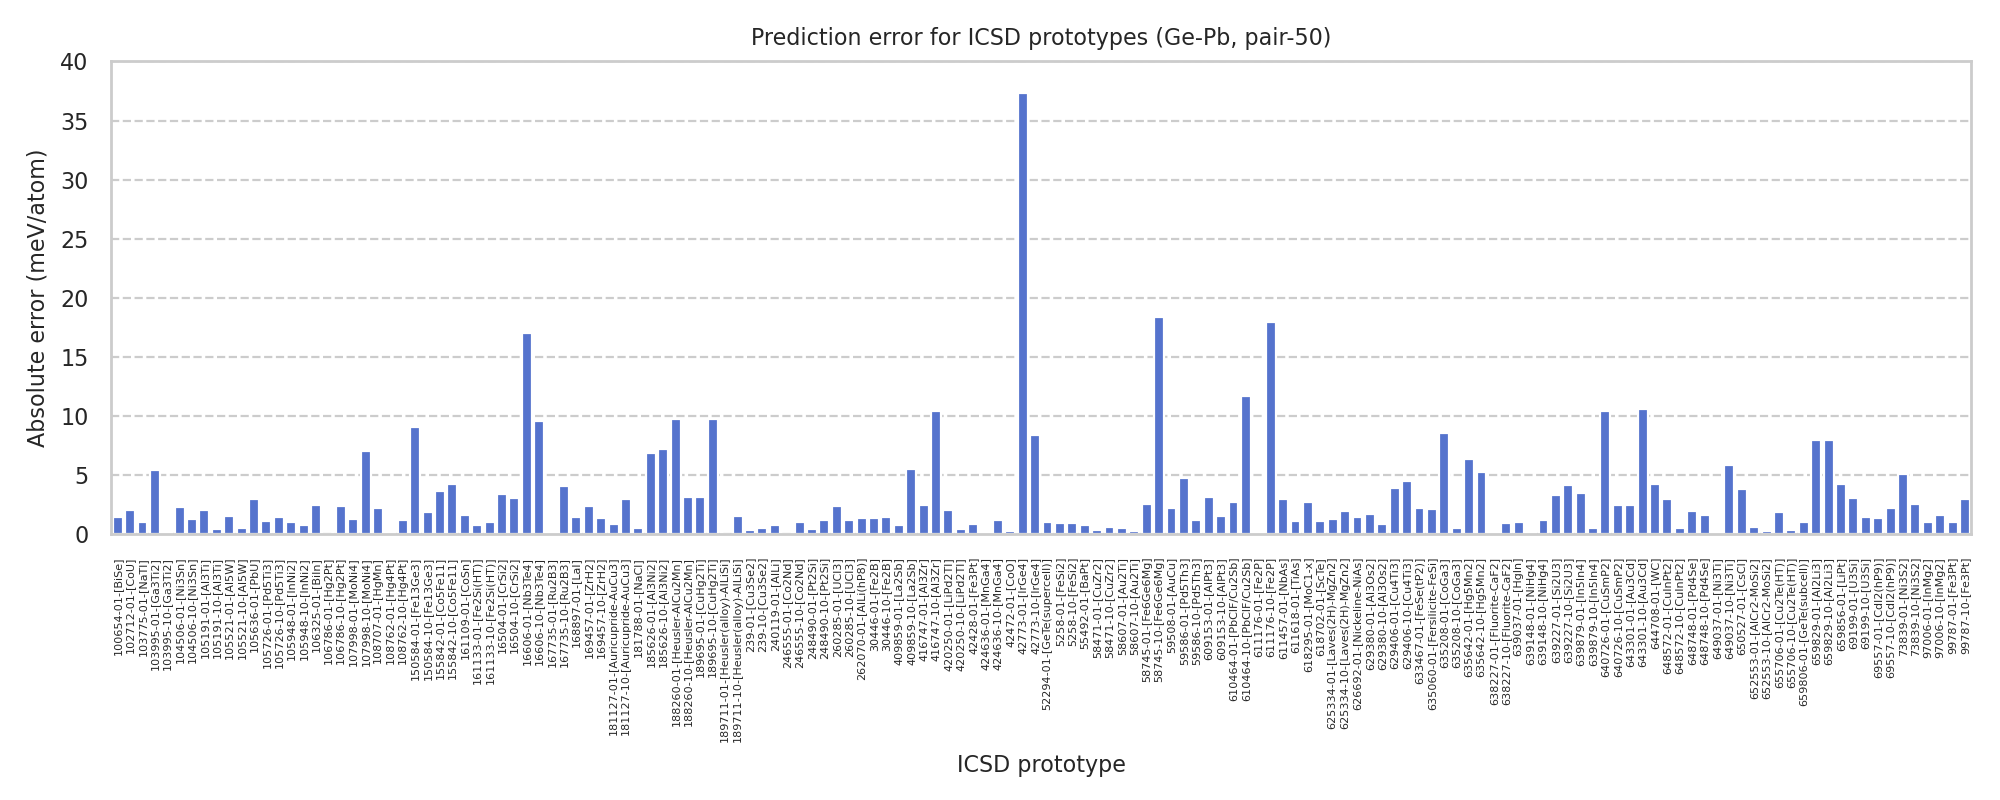 Prediction error for ICSD prototypes (Ge-Pb, pair-50)
Absolute error (meV/atom)
40
35
30
25
20
15
10
5
0
100654-01-[BiSe]
102712-01-[CoU]
103775-01-[NaTl]
103995-01-[Ga3Ti2]
103995-10-[Ga3Ti2]
104506-01-[Ni3Sn]
104506-10-[Ni3Sn]
105191-01-[Al3Ti]
105191-10-[Al3Ti]
105521-01-[Al5W]
105521-10-[Al5W]
105636-01-[PbU]
105726-01-[Pd5Ti3]
105726-10-[Pd5Ti3]
105948-01-[InNi2]
105948-10-[InNi2]
106325-01-[BiIn]
106786-01-[Hg2Pt]
106786-10-[Hg2Pt]
107998-01-[MoNi4]
107998-10-[MoNi4]
108707-01-[HgMn]
108762-01-[Hg4Pt]
108762-10-[Hg4Pt]
150584-01-[Fe13Ge3]
150584-10-[Fe13Ge3]
155842-01-[Co5Fe11]
155842-10-[Co5Fe11]
161109-01-[CoSn]
161133-01-[Fe2Si(HT)]
161133-10-[Fe2Si(HT)]
16504-01-[CrSi2]
16504-10-[CrSi2]
16606-01-[Nb3Te4]
16606-10-[Nb3Te4]
167735-01-[Ru2B3]
167735-10-[Ru2B3]
168897-01-[LaI]
169457-01-[ZrH2]
169457-10-[ZrH2]
181127-01-[Auricupride-AuCu3]
181127-10-[Auricupride-AuCu3]
181788-01-[NaCl]
185626-01-[Al3Ni2]
185626-10-[Al3Ni2]
188260-01-[Heusler-AlCu2Mn]
188260-10-[Heusler-AlCu2Mn]
189695-01-[CuHg2Ti]
189695-10-[CuHg2Ti]
189711-01-[Heusler(alloy)-AlLiSi]
189711-10-[Heusler(alloy)-AlLiSi]
239-01-[Cu3Se2]
239-10-[Cu3Se2]
240119-01-[AlLi]
246555-01-[Co2Nd]
246555-10-[Co2Nd]
248490-01-[Pt2Si]
248490-10-[Pt2Si]
260285-01-[UCl3]
260285-10-[UCl3]
262070-01-[AlLi(hP8)]
30446-01-[Fe2B]
30446-10-[Fe2B]
409859-01-[La2Sb]
409859-10-[La2Sb]
416747-01-[Al3Zr]
416747-10-[Al3Zr]
420250-01-[LiPd2Tl]
420250-10-[LiPd2Tl]
42428-01-[Fe3Pt]
424636-01-[MnGa4]
424636-10-[MnGa4]
42472-01-[CoO]
42773-01-[IrGe4]
42773-10-[IrGe4]
52294-01-[GeTe(supercell)]
5258-01-[FeSi2]
5258-10-[FeSi2]
55492-01-[BaPt]
58471-01-[CuZr2]
58471-10-[CuZr2]
58607-01-[Au2Ti]
58607-10-[Au2Ti]
58745-01-[Fe6Ge6Mg]
58745-10-[Fe6Ge6Mg]
59508-01-[AuCu]
59586-01-[Pd5Th3]
59586-10-[Pd5Th3]
609153-01-[AlPt3]
609153-10-[AlPt3]
610464-01-[PbClF/Cu2Sb]
610464-10-[PbClF/Cu2Sb]
611176-01-[Fe2P]
611176-10-[Fe2P]
611457-01-[NbAs]
611618-01-[TiAs]
618295-01-[MoC1-x]
618702-01-[ScTe]
625334-01-[Laves(2H)-MgZn2]
625334-10-[Laves(2H)-MgZn2]
626692-01-[Nickeline-NiAs]
629380-01-[Al3Os2]
629380-10-[Al3Os2]
629406-01-[Cu4Ti3]
629406-10-[Cu4Ti3]
633467-01-[FeSe(tP2)]
635060-01-[Fersilicite-FeSi]
635208-01-[CoGa3]
635208-10-[CoGa3]
635642-01-[Hg5Mn2]
635642-10-[Hg5Mn2]
638227-01-[Fluorite-CaF2]
638227-10-[Fluorite-CaF2]
639037-01-[HgIn]
639148-01-[NiHg4]
639148-10-[NiHg4]
639227-01-[Si2U3]
639227-10-[Si2U3]
639879-01-[In5In4]
639879-10-[In5In4]
640726-01-[CuSmP2]
640726-10-[CuSmP2]
643301-01-[Au3Cd]
643301-10-[Au3Cd]
644708-01-[WC]
648572-01-[CuInPt2]
648572-10-[CuInPt2]
648748-01-[Pd4Se]
648748-10-[Pd4Se]
649037-01-[Ni3Ti]
649037-10-[Ni3Ti]
650527-01-[CsCl]
652553-01-[AlCr2-MoSi2]
652553-10-[AlCr2-MoSi2]
655706-01-[Cu2Te(HT)]
655706-10-[Cu2Te(HT)]
659806-01-[GeTe(subcell)]
659829-01-[Al2Li3]
659829-10-[Al2Li3]
659856-01-[LiPt]
69199-01-[U3Si]
69199-10-[U3Si]
69557-01-[CdI2(hP9)]
69557-10-[CdI2(hP9)]
73839-01-[Ni3S2]
73839-10-[Ni3S2]
97006-01-[InMg2]
97006-10-[InMg2]
99787-01-[Fe3Pt]
99787-10-[Fe3Pt]
ICSD prototype